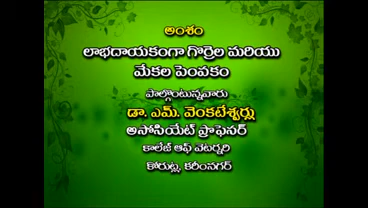 అంశం
లాభదాయకంగా గొర్రెల మరియు
మేకల పెంపకం
పాల్గొంటున్నవారు
డా. ఎమ్. వెంకటేశ్వర్లు
అసోసియేట్ ప్రొఫెసర్
కాలేజ్ ఆఫ్ వెటర్నరి
కోరుట్ల, కరీంనగర్